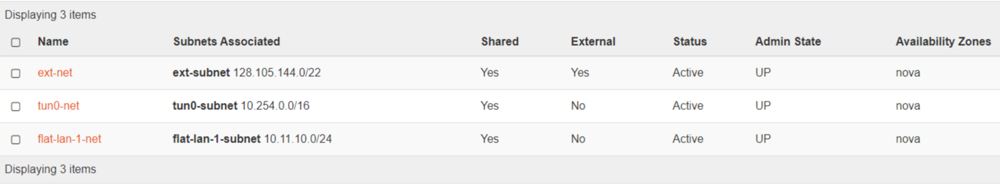 Displaying 3 items
Name Subnets Associated Shared External Status Admin State Availability Zones
ext-net ext-subnet 128.105.144.0/22 Yes Yes Active UP nova
tun0-net tun0-subnet 10.254.0.0/16 Yes No Active UP nova
flat-lan-1-net flat-lan-1-subnet 10.11.10.0/24 Yes No Active UP nova
Displaying 3 items